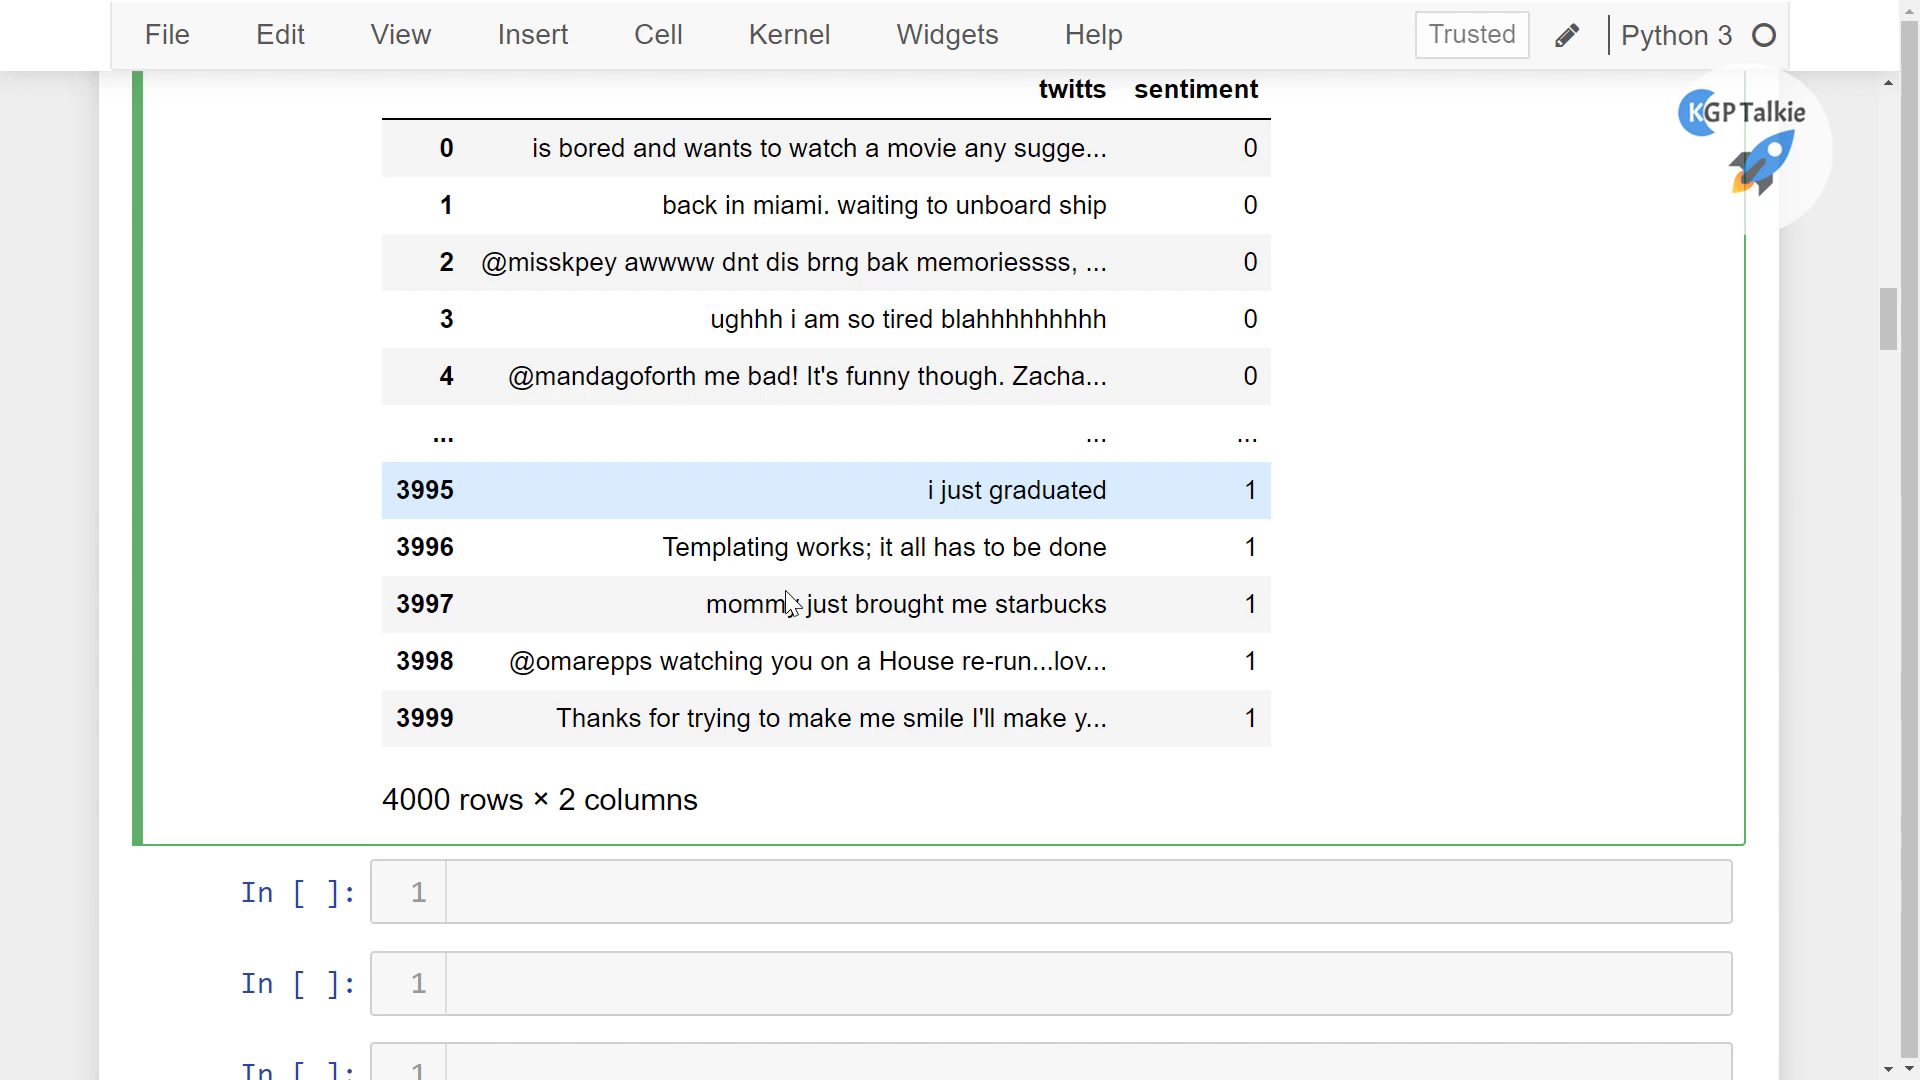 File Edit View Insert Cell Kernel Widgets Help Trusted Python 3
KGP Talkie
twitts sentiment
0 is bored and wants to watch a movie any sugge... 0
1 back in miami. waiting to unboard ship 0
2 @misskpey awwww dnt dis brng bak memoriessss, ... 0
3 ughhh i am so tired blahhhhhhhhh 0
4 @mandagoforth me bad! It's funny though. Zacha... 0
... ... ...
3995 i just graduated 1
3996 Templating works; it all has to be done 1
3997 mommy just brought me starbucks 1
3998 @omarepps watching you on a House re-run...lov... 1
3999 Thanks for trying to make me smile I'll make y... 1
4000 rows × 2 columns
In [ ]: 1
In [ ]: 1
In [ ]: 1